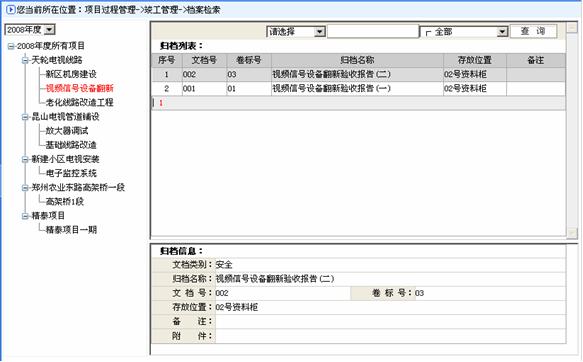 您当前所在位置：项目过程管理->竣工管理->档案检索
2008年度
2008年度所有项目
天轮电视线路
新区机房建设
视频信号设备翻新
老化线路改造工程
昆山电视管道铺设
放大器调试
基础线路改造
新建小区电视安装
电子监控系统
郑州农业东路高架桥一段
高架桥1段
精泰项目
精泰项目一期
请选择 ┌ 全部 查 询
归档列表：
序号 文档号 卷标号 归档名称 存放位置 备注
1 002 03 视频信号设备翻新验收报告(二) 02号资料柜
2 001 01 视频信号设备翻新验收报告(一) 02号资料柜
1
归档信息：
文档类别： 安全
归档名称： 视频信号设备翻新验收报告(二)
文 档 号： 002 卷 标 号： 03
存放位置： 02号资料柜
备 注：
附 件：